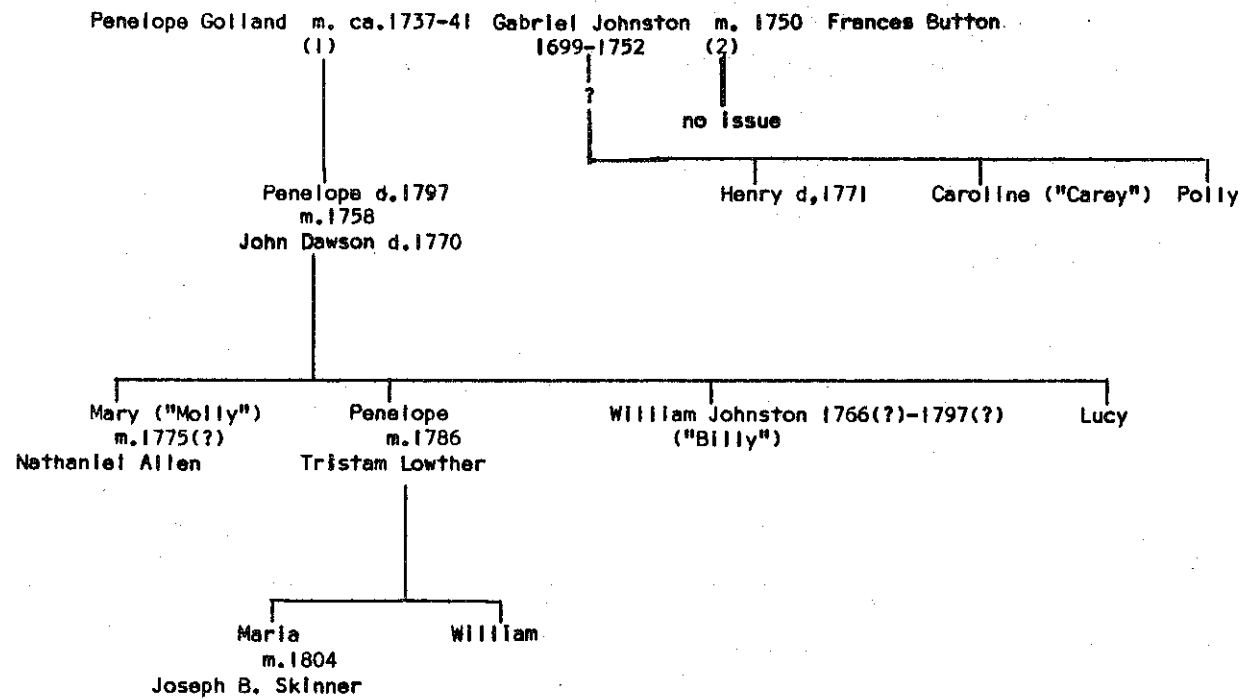 Penelope Golland m. ca.1737-41 Gabriel Johnston m. 1750 Frances Button
(1) 1699-1752 (2)
?
no issue
Penelope d.1797 Henry d,1771 Caroline ("Carey") Polly
m.1758
John Dawson d.1770
Mary ("Molly") Penelope William Johnston 1766(?)-1797(?) Lucy
m.1775(?) m.1786 ("Billy")
Nathaniel Allen Tristam Lowther
Maria William
m.1804
Joseph B. Skinner